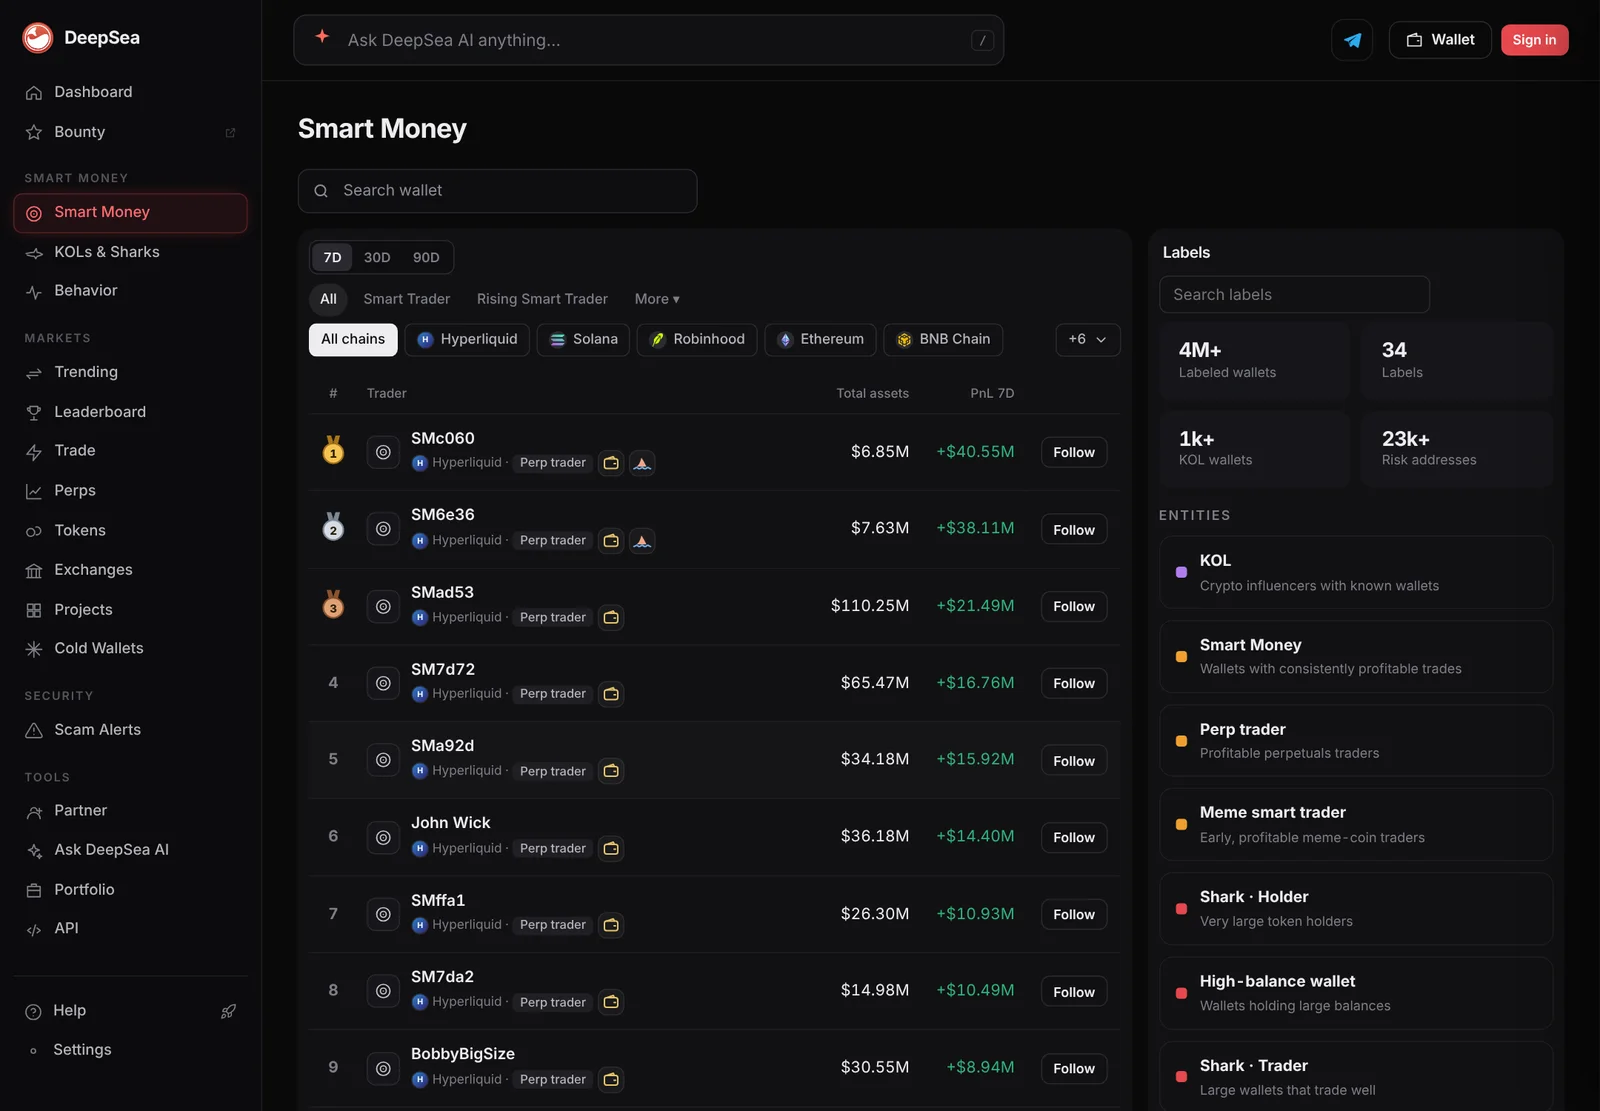 DeepSea
Ask DeepSea AI anything...
/
Wallet
Sign in
Dashboard
Bounty
SMART MONEY
Smart Money
KOLs & Sharks
Behavior
MARKETS
Trending
Leaderboard
Trade
Perps
Tokens
Exchanges
Projects
Cold Wallets
SECURITY
Scam Alerts
TOOLS
Partner
Ask DeepSea AI
Portfolio
API
Help
Settings
Smart Money
Search wallet
7D 30D 90D
All Smart Trader Rising Smart Trader More ▾
All chains H Hyperliquid Solana Robinhood Ethereum BNB Chain +6
# Trader Total assets PnL 7D
1 SMc060 $6.85M +$40.55M Follow
H Hyperliquid · Perp trader
2 SM6e36 $7.63M +$38.11M Follow
H Hyperliquid · Perp trader
3 SMad53 $110.25M +$21.49M Follow
H Hyperliquid · Perp trader
4 SM7d72 $65.47M +$16.76M Follow
H Hyperliquid · Perp trader
5 SMa92d $34.18M +$15.92M Follow
H Hyperliquid · Perp trader
6 John Wick $36.18M +$14.40M Follow
H Hyperliquid · Perp trader
7 SMffa1 $26.30M +$10.93M Follow
H Hyperliquid · Perp trader
8 SM7da2 $14.98M +$10.49M Follow
H Hyperliquid · Perp trader
9 BobbyBigSize $30.55M +$8.94M Follow
H Hyperliquid · Perp trader
Labels
Search labels
4M+
Labeled wallets
34
Labels
1k+
KOL wallets
23k+
Risk addresses
ENTITIES
KOL
Crypto influencers with known wallets
Smart Money
Wallets with consistently profitable trades
Perp trader
Profitable perpetuals traders
Meme smart trader
Early, profitable meme-coin traders
Shark · Holder
Very large token holders
High-balance wallet
Wallets holding large balances
Shark · Trader
Large wallets that trade well